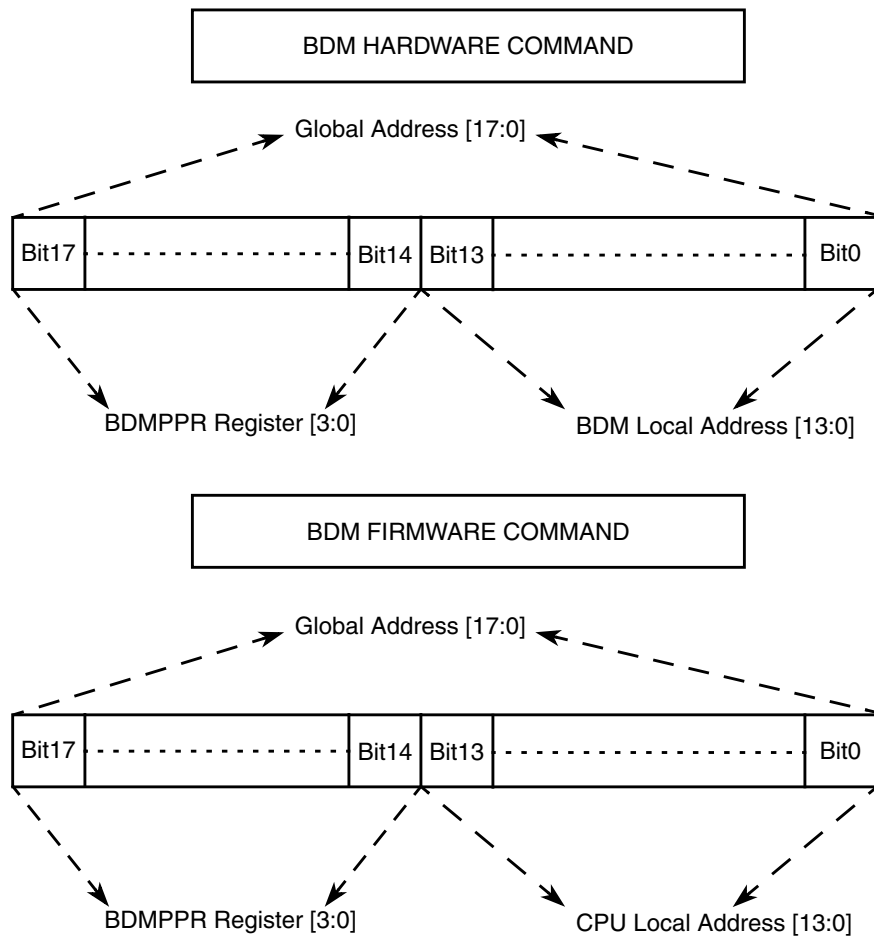 BDM HARDWARE COMMAND
Global Address [17:0]
Bit17 Bit14 Bit13 Bit0
BDMPPR Register [3:0] BDM Local Address [13:0]
BDM FIRMWARE COMMAND
Global Address [17:0]
Bit17 Bit14 Bit13 Bit0
BDMPPR Register [3:0] CPU Local Address [13:0]